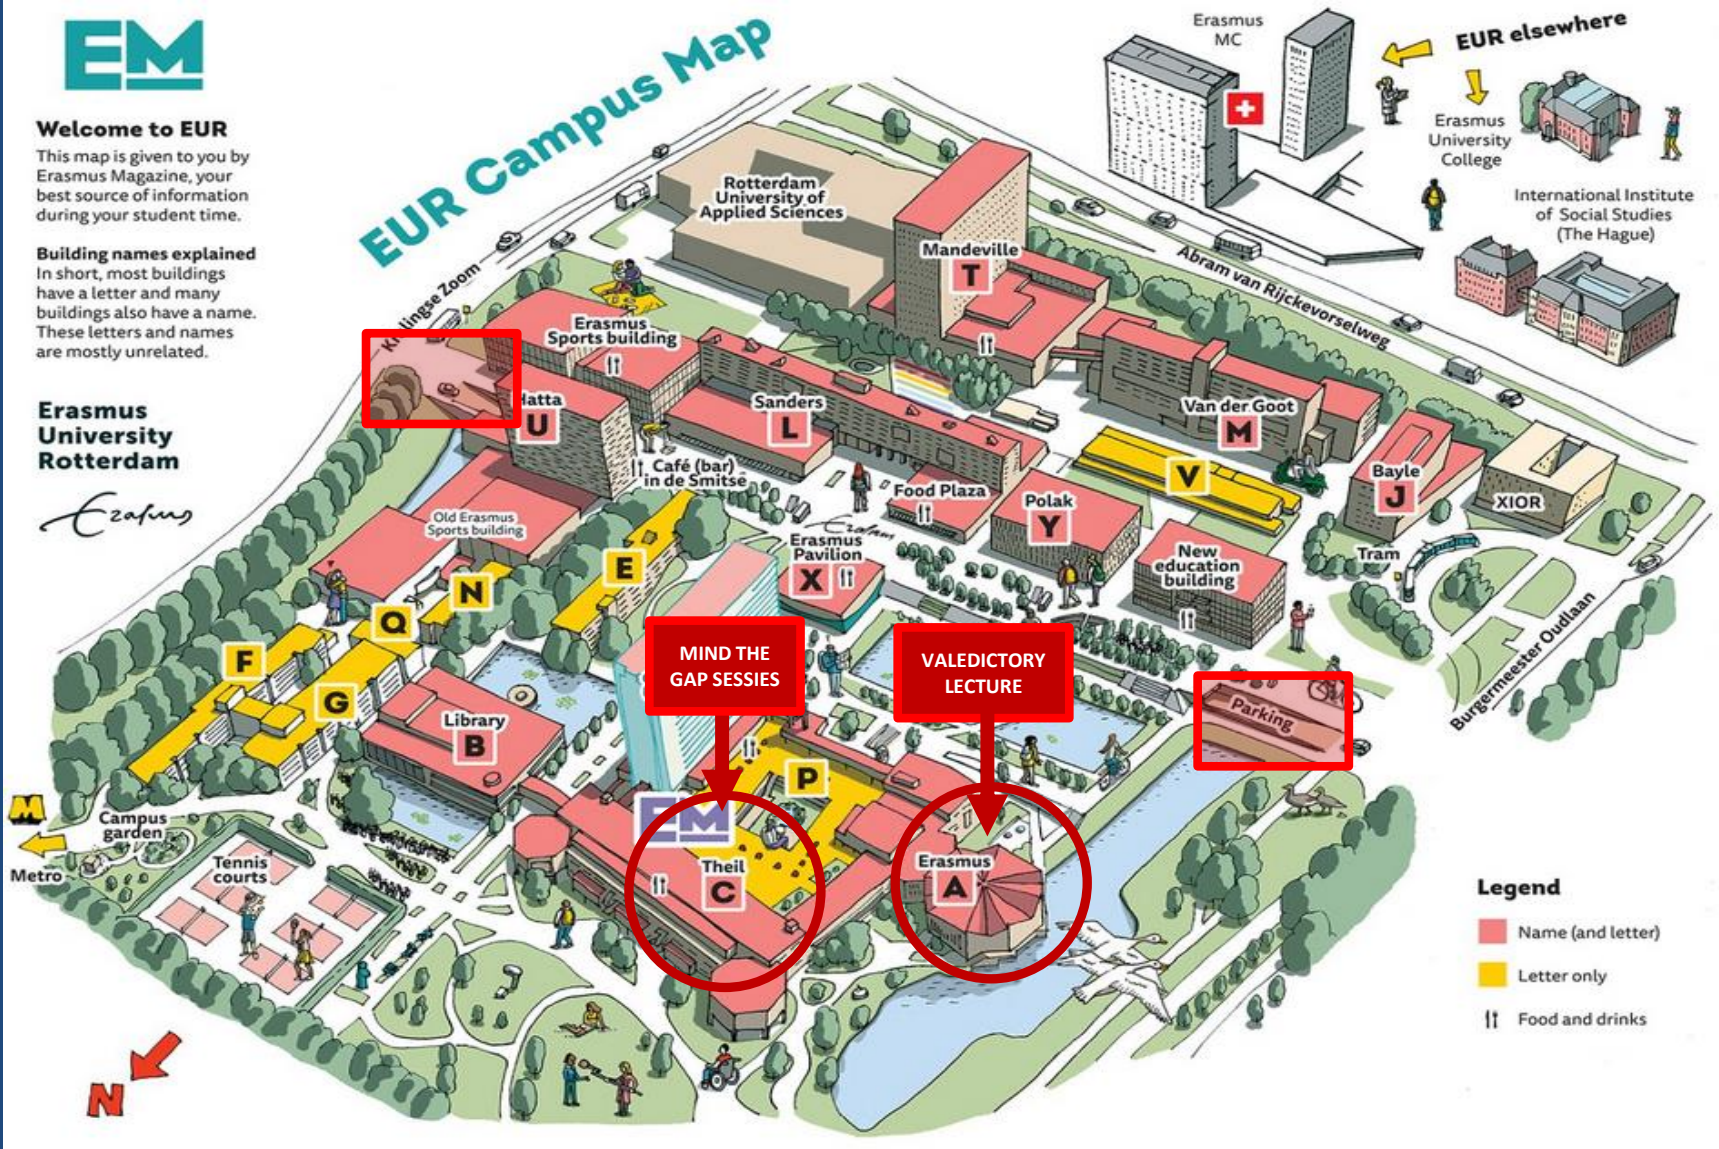 EM
EUR Campus Map
Welcome to EUR
This map is given to you by
Erasmus Magazine, your
best source of information
during your student time.
Building names explained
In short, most buildings
have a letter and many
buildings also have a name.
These letters and names
are mostly unrelated.
Erasmus
University
Rotterdam
Erasmus
Erasmus
MC
EUR elsewhere
Erasmus
University
College
International Institute
of Social Studies
(The Hague)
Rotterdam
University of
Applied Sciences
Mandeville
T
Abram van Rijckevorselweg
lingse Zoom
Erasmus
Sports building
Hatta
U
Sanders
L
Van der Goot
M
Café (bar)
in de Smitse
Food Plaza
Polak
Y
V
Bayle
J
XIOR
Old Erasmus
Sports building
Erasmus
Erasmus
Pavilion
X
New
education
building
Tram
Burgermeester Oudlaan
E
N
Q
F
G
MIND THE
GAP SESSIES
VALEDICTORY
LECTURE
Parking
Library
B
P
EM
Theil
C
Erasmus
A
M
Metro
Campus
garden
Tennis
courts
N
Legend
Name (and letter)
Letter only
Food and drinks